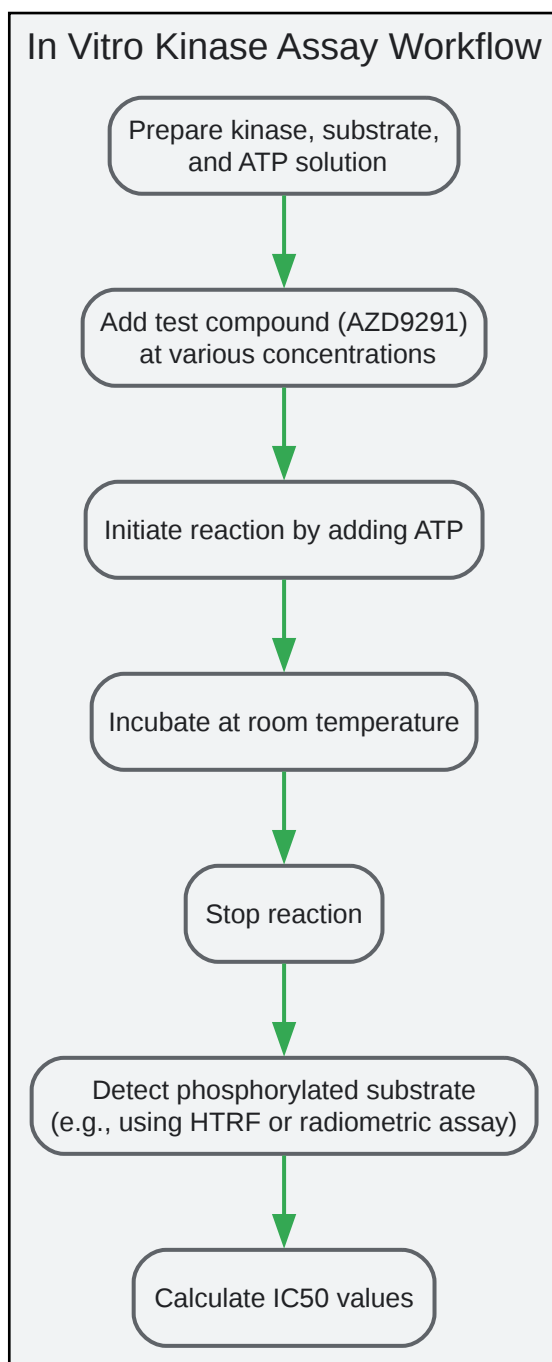 In Vitro Kinase Assay Workflow
Prepare kinase, substrate,
and ATP solution
Add test compound (AZD9291)
at various concentrations
Initiate reaction by adding ATP
Incubate at room temperature
Stop reaction
Detect phosphorylated substrate
(e.g., using HTRF or radiometric assay)
Calculate IC50 values